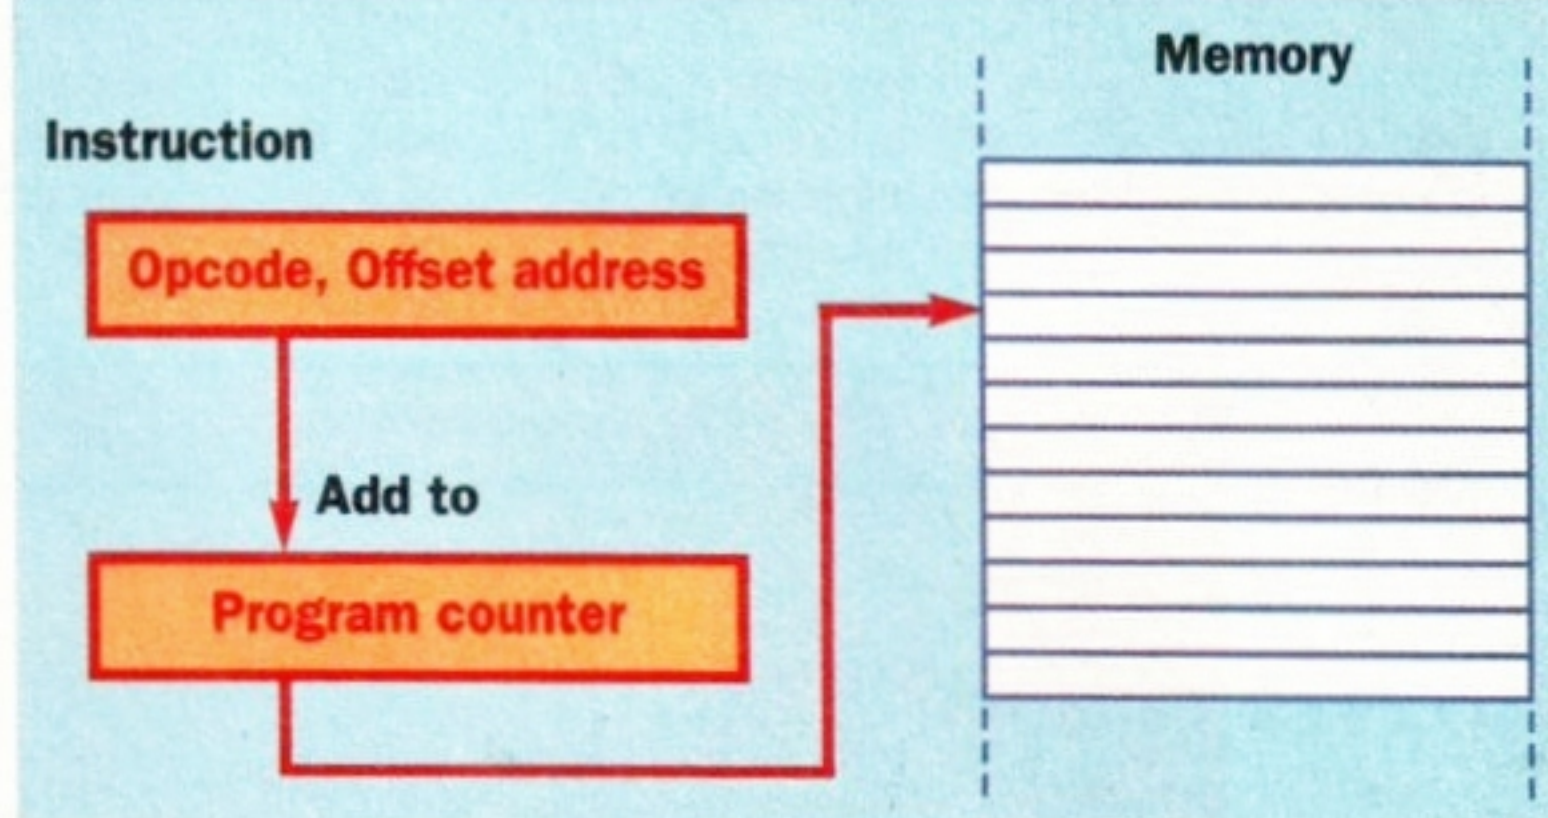 Memory
Instruction
Opcode, Offset address
Add to
Program counter